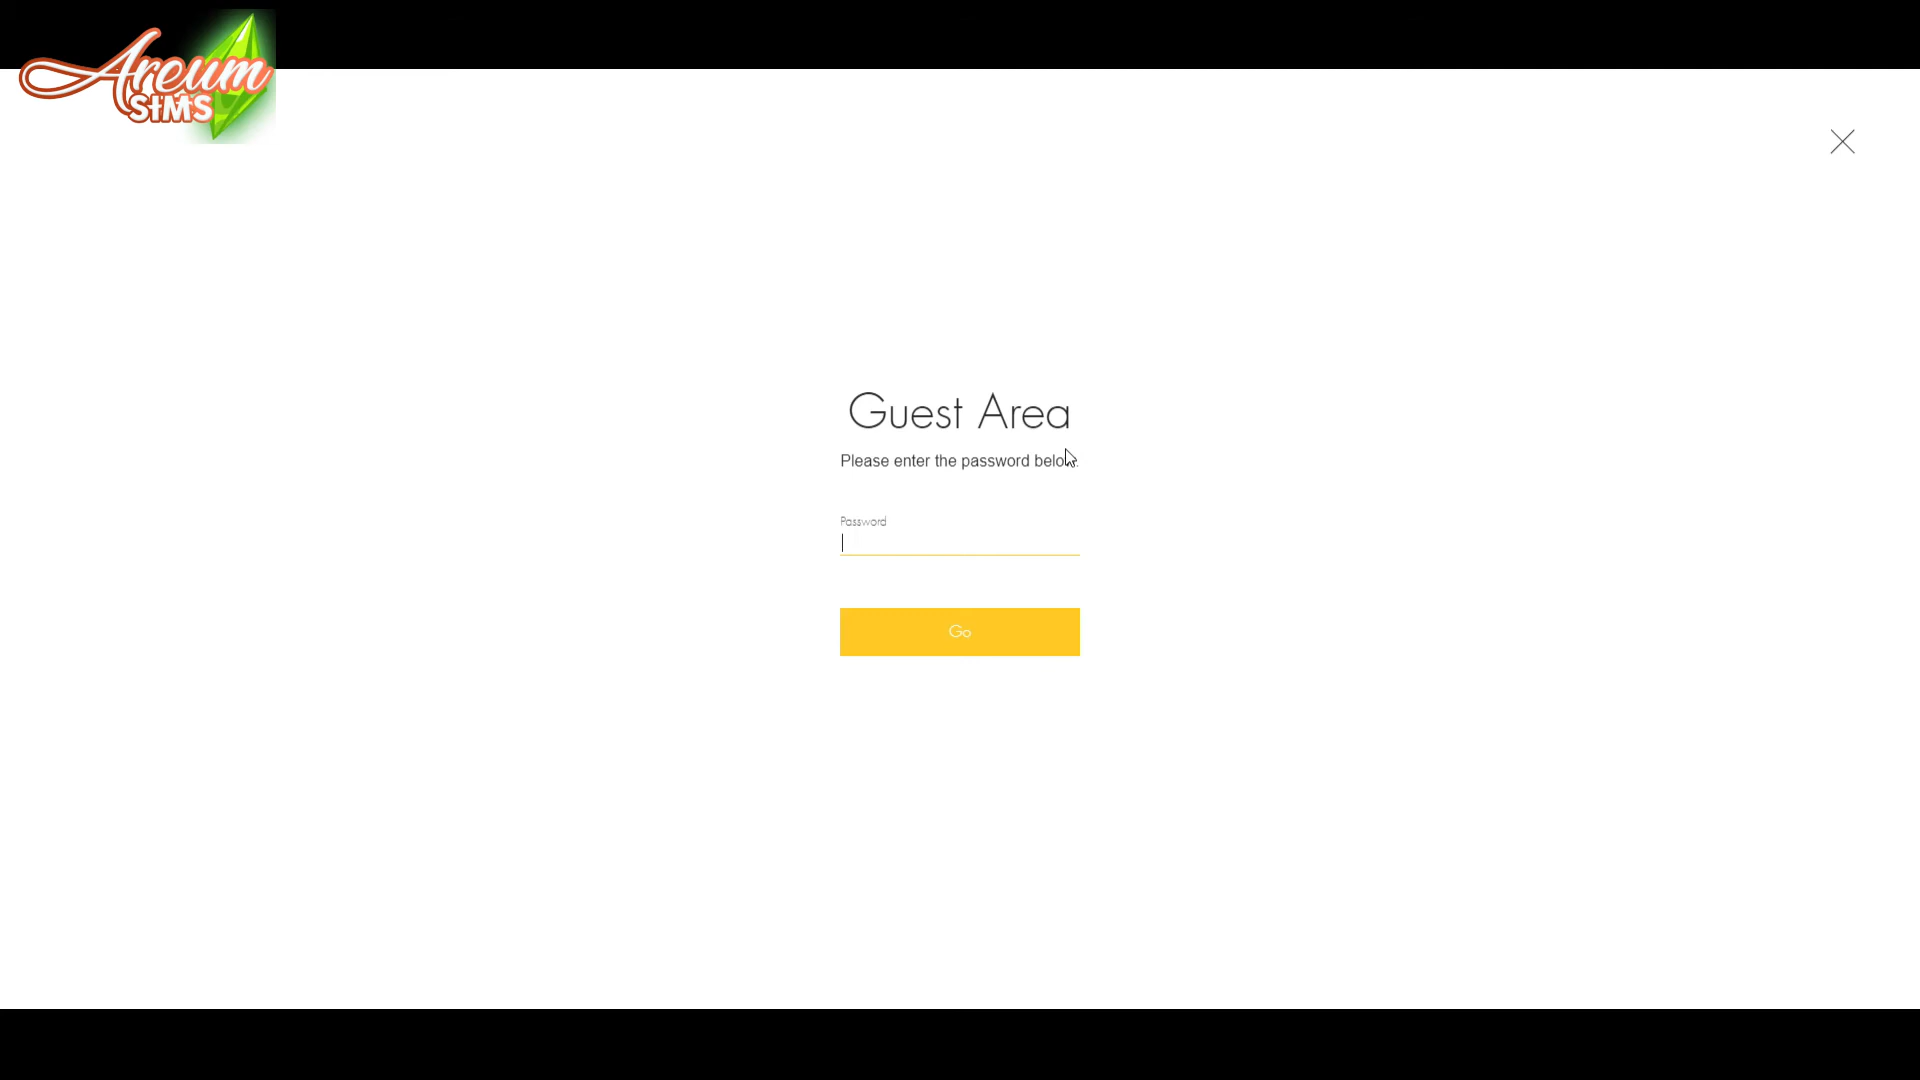 Areum
SIMS
Guest Area
Please enter the password below.
Password
Go